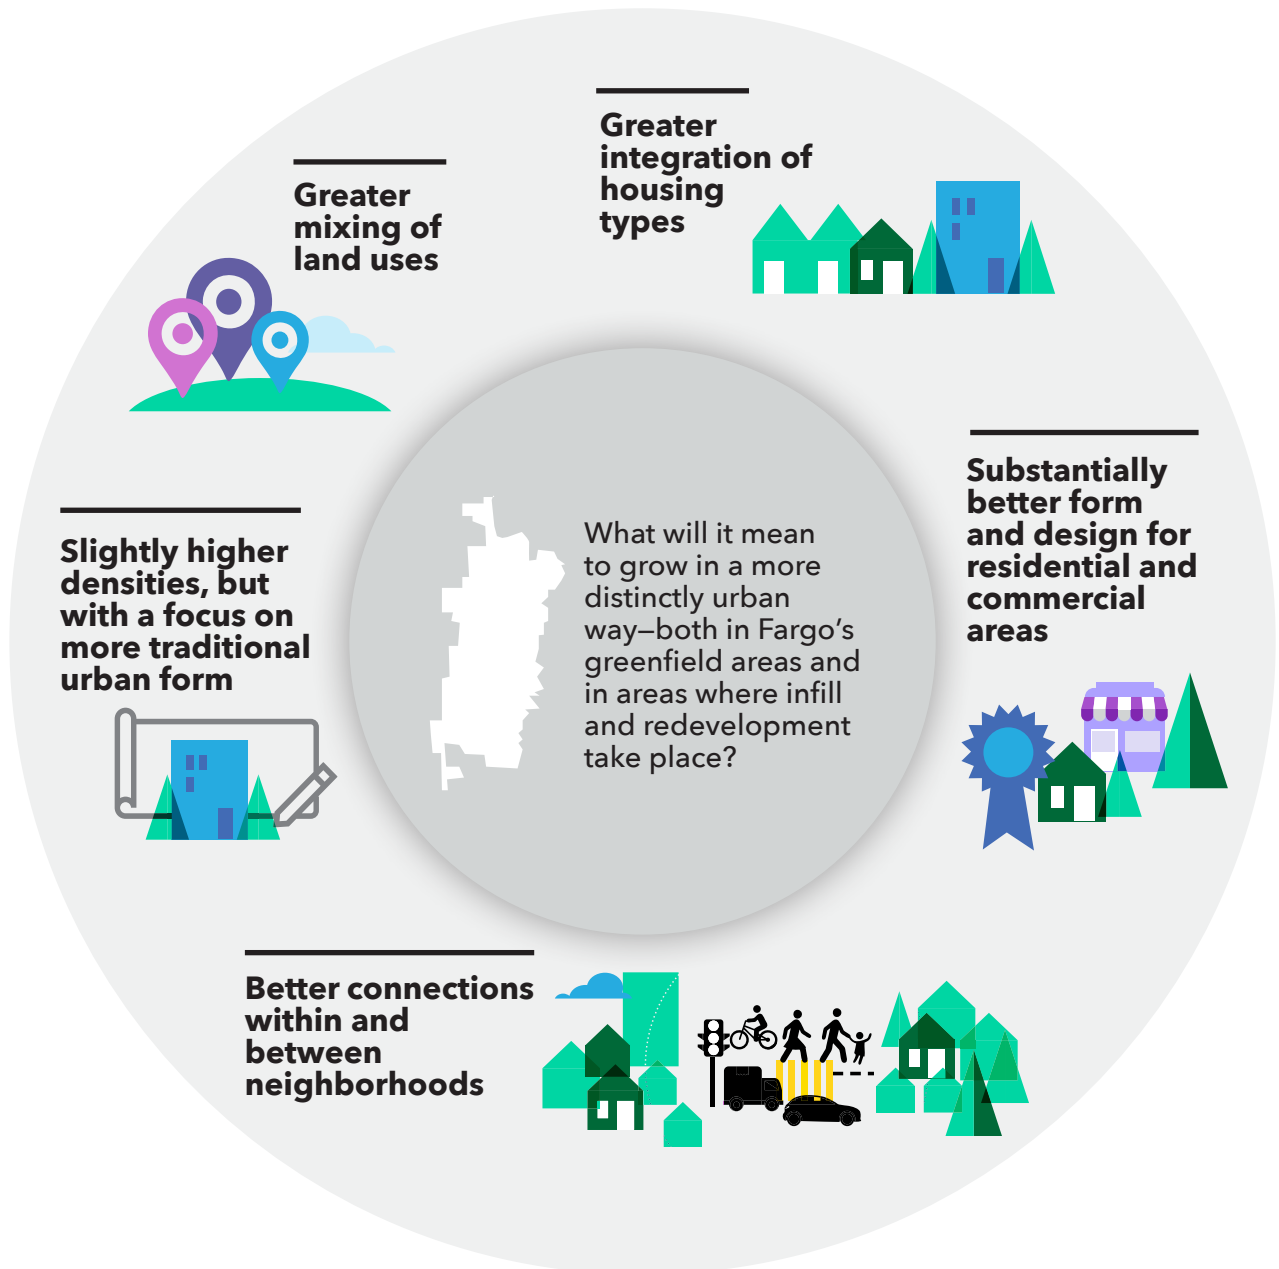 Greater
integration of
housing
types
Greater
mixing of
land uses
Substantially
better form
and design for
residential and
commercial
areas
Slightly higher
densities, but
with a focus on
more traditional
urban form
What will it mean
to grow in a more
distinctly urban
way—both in Fargo’s
greenfield areas and
in areas where infill
and redevelopment
take place?
Better connections
within and
between
neighborhoods